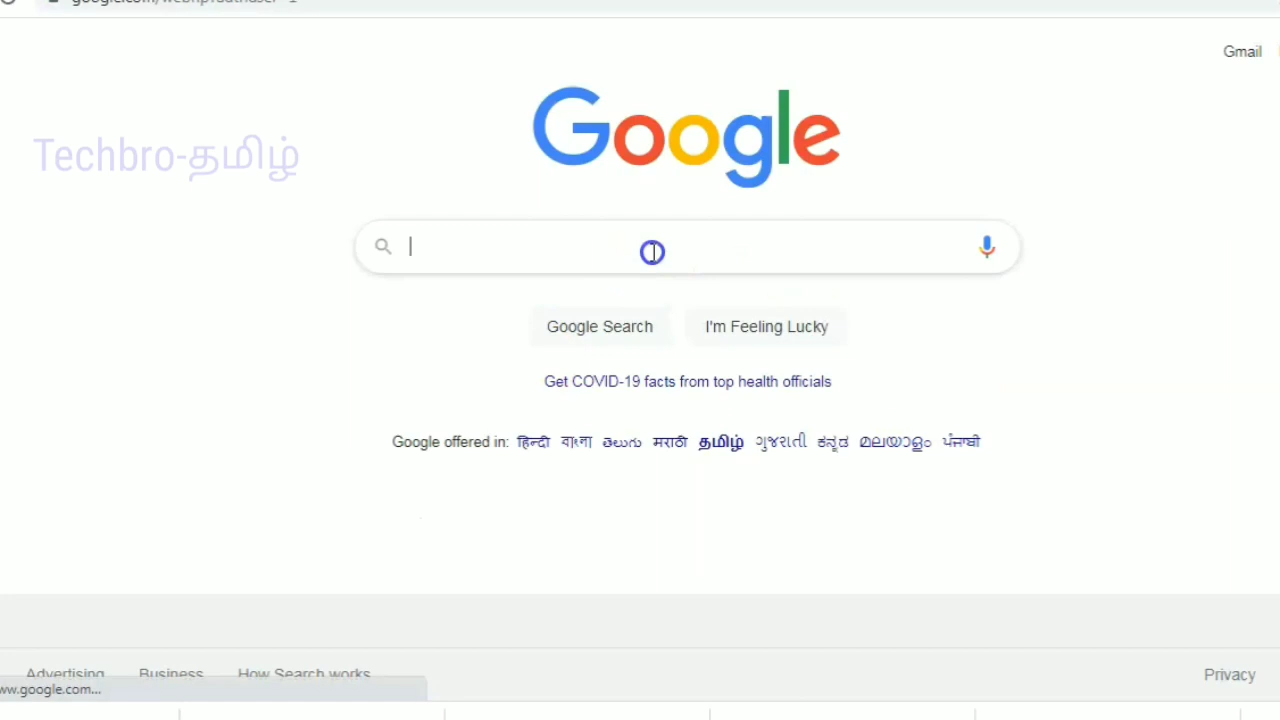 Gmail
Techbro-தமிழ்
Google
Google Search
I'm Feeling Lucky
Get COVID-19 facts from top health officials
Google offered in: हिन्दी বাংলা తెలుగు मराठी தமிழ் ગુજરાતી ಕನ್ನಡ മലയാളം ਪੰਜਾਬੀ
Advertising Business How Search works Privacy
ww.google.com...